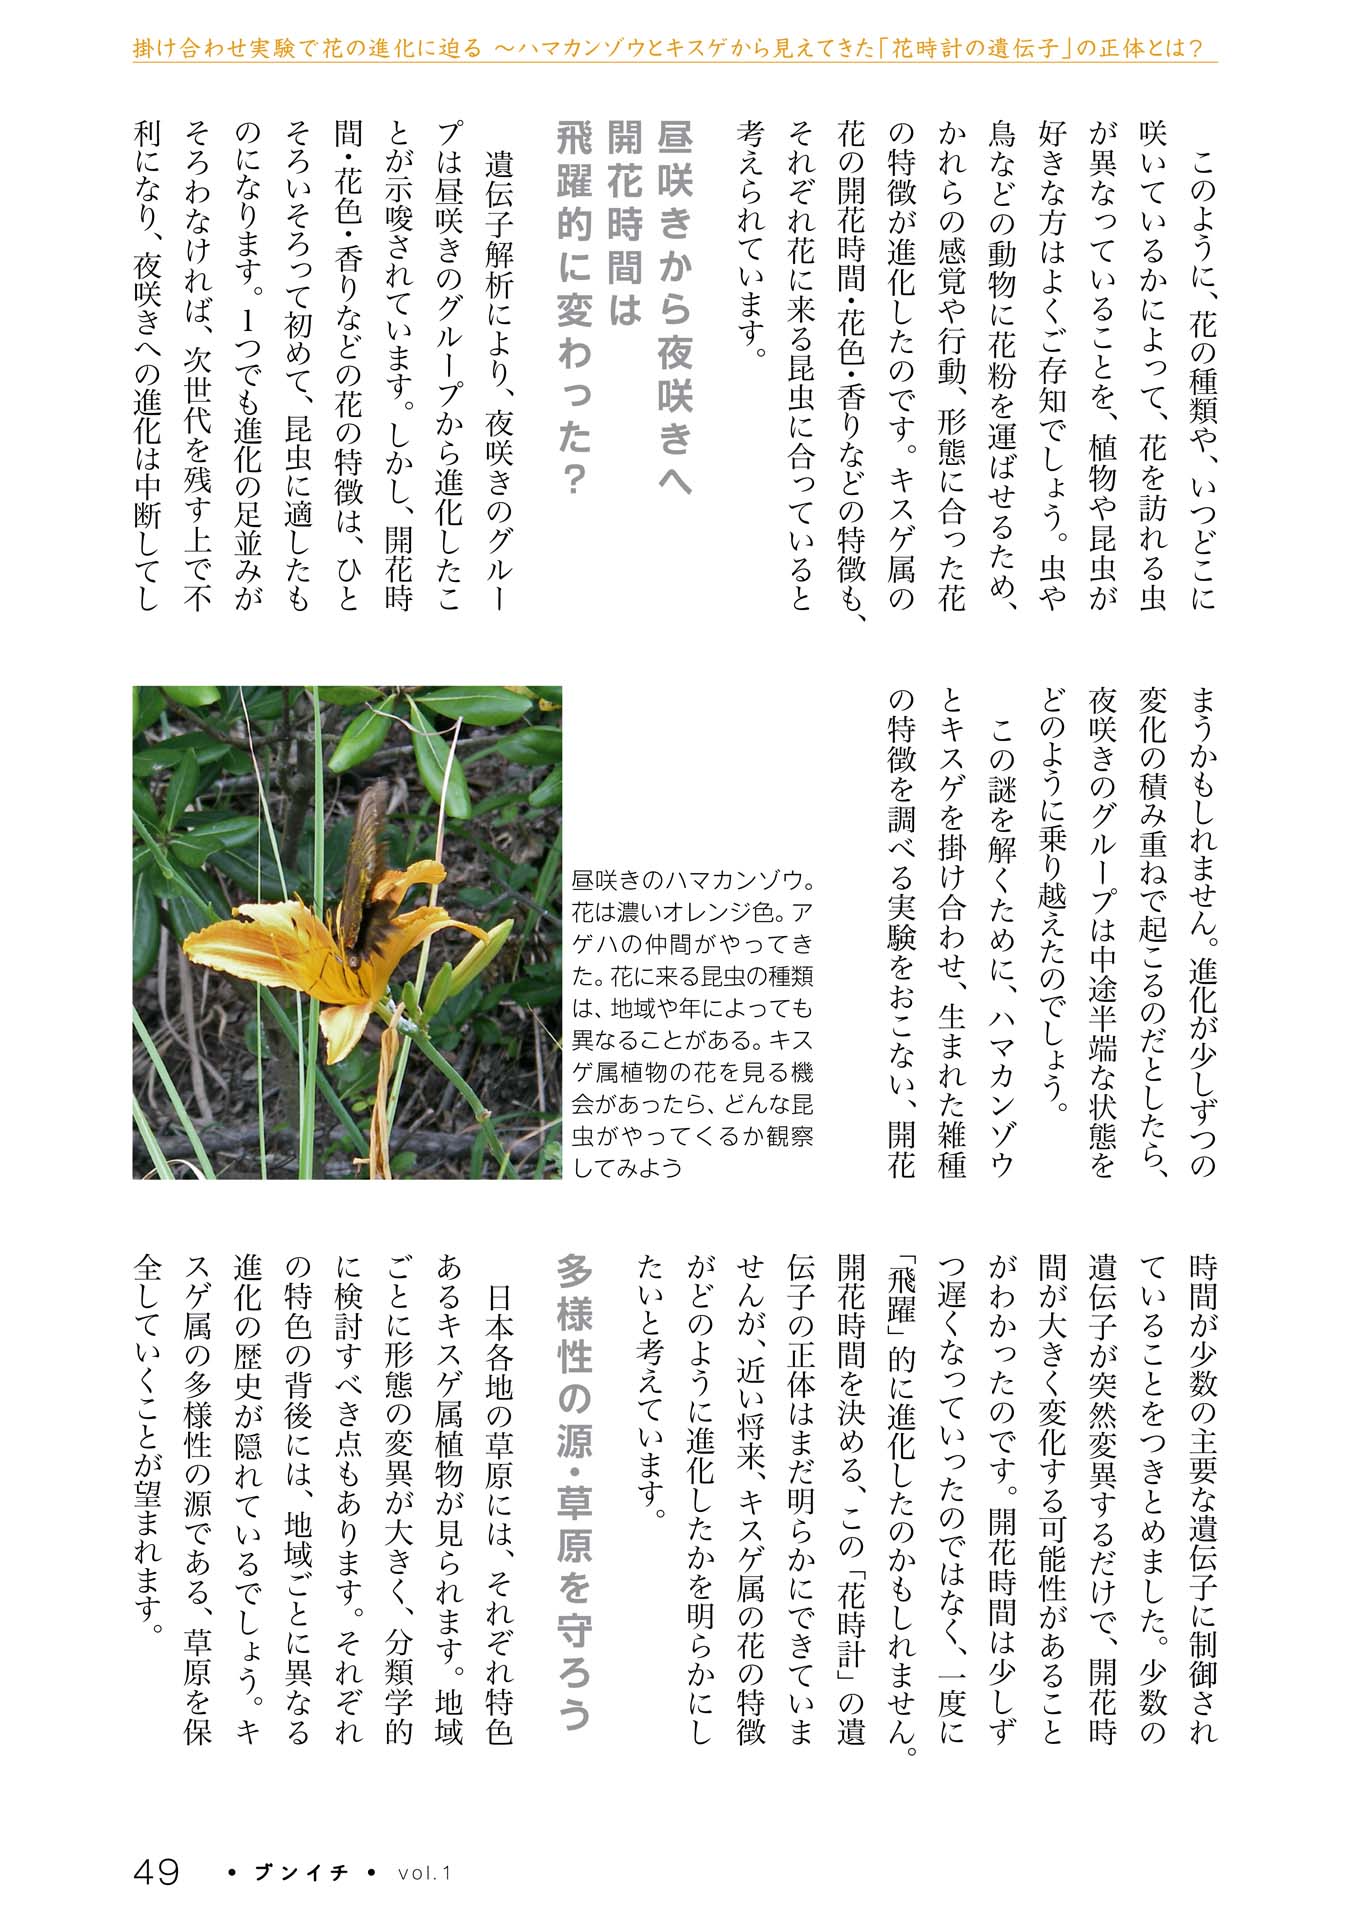 掛け合わせ実験で花の進化に迫る ～ハマカンゾウとキスゲから見えてきた「花時計の遺伝子」の正体とは？
このように、花の種類や、いつどこに
咲いているかによって、花を訪れる虫
が異なっていることを、植物や昆虫が
好きな方はよくご存知でしょう。虫や
鳥などの動物に花粉を運ばせるため、
かれらの感覚や行動、形態に合った花
の特徴が進化したのです。キスゲ属の
花の開花時間・花色・香りなどの特徴も、
それぞれ花に来る昆虫に合っていると
考えられています。
昼咲きから夜咲きへ
開花時間は
飛躍的に変わった？
遺伝子解析により、夜咲きのグルー
プは昼咲きのグループから進化したこ
とが示唆されています。しかし、開花時
間・花色・香りなどの花の特徴は、ひと
そろいそろって初めて、昆虫に適したも
のになります。1つでも進化の足並みが
そろわなければ、次世代を残す上で不
利になり、夜咲きへの進化は中断してし
まうかもしれません。進化が少しずつの
変化の積み重ねで起こるのだとしたら、
夜咲きのグループは中途半端な状態を
どのように乗り越えたのでしょう。
この謎を解くために、ハマカンゾウ
とキスゲを掛け合わせ、生まれた雑種
の特徴を調べる実験をおこない、開花
昼咲きのハマカンゾウ。
花は濃いオレンジ色。ア
ゲハの仲間がやってき
た。花に来る昆虫の種類
は、地域や年によっても
異なることがある。キス
ゲ属植物の花を見る機
会があったら、どんな昆
虫がやってくるか観察
してみよう
時間が少数の主要な遺伝子に制御され
ていることをつきとめました。少数の
遺伝子が突然変異するだけで、開花時
間が大きく変化する可能性があること
がわかったのです。開花時間は少しず
つ遅くなっていったのではなく、一度に
「飛躍」的に進化したのかもしれません。
開花時間を決める、この「花時計」の遺
伝子の正体はまだ明らかにできていま
せんが、近い将来、キスゲ属の花の特徴
がどのように進化したかを明らかにし
たいと考えています。
多様性の源・草原を守ろう
日本各地の草原には、それぞれ特色
あるキスゲ属植物が見られます。地域
ごとに形態の変異が大きく、分類学的
に検討すべき点もあります。それぞれ
の特色の背後には、地域ごとに異なる
進化の歴史が隠れているでしょう。キ
スゲ属の多様性の源である、草原を保
全していくことが望まれます。
49 • ブンイチ • vol.1